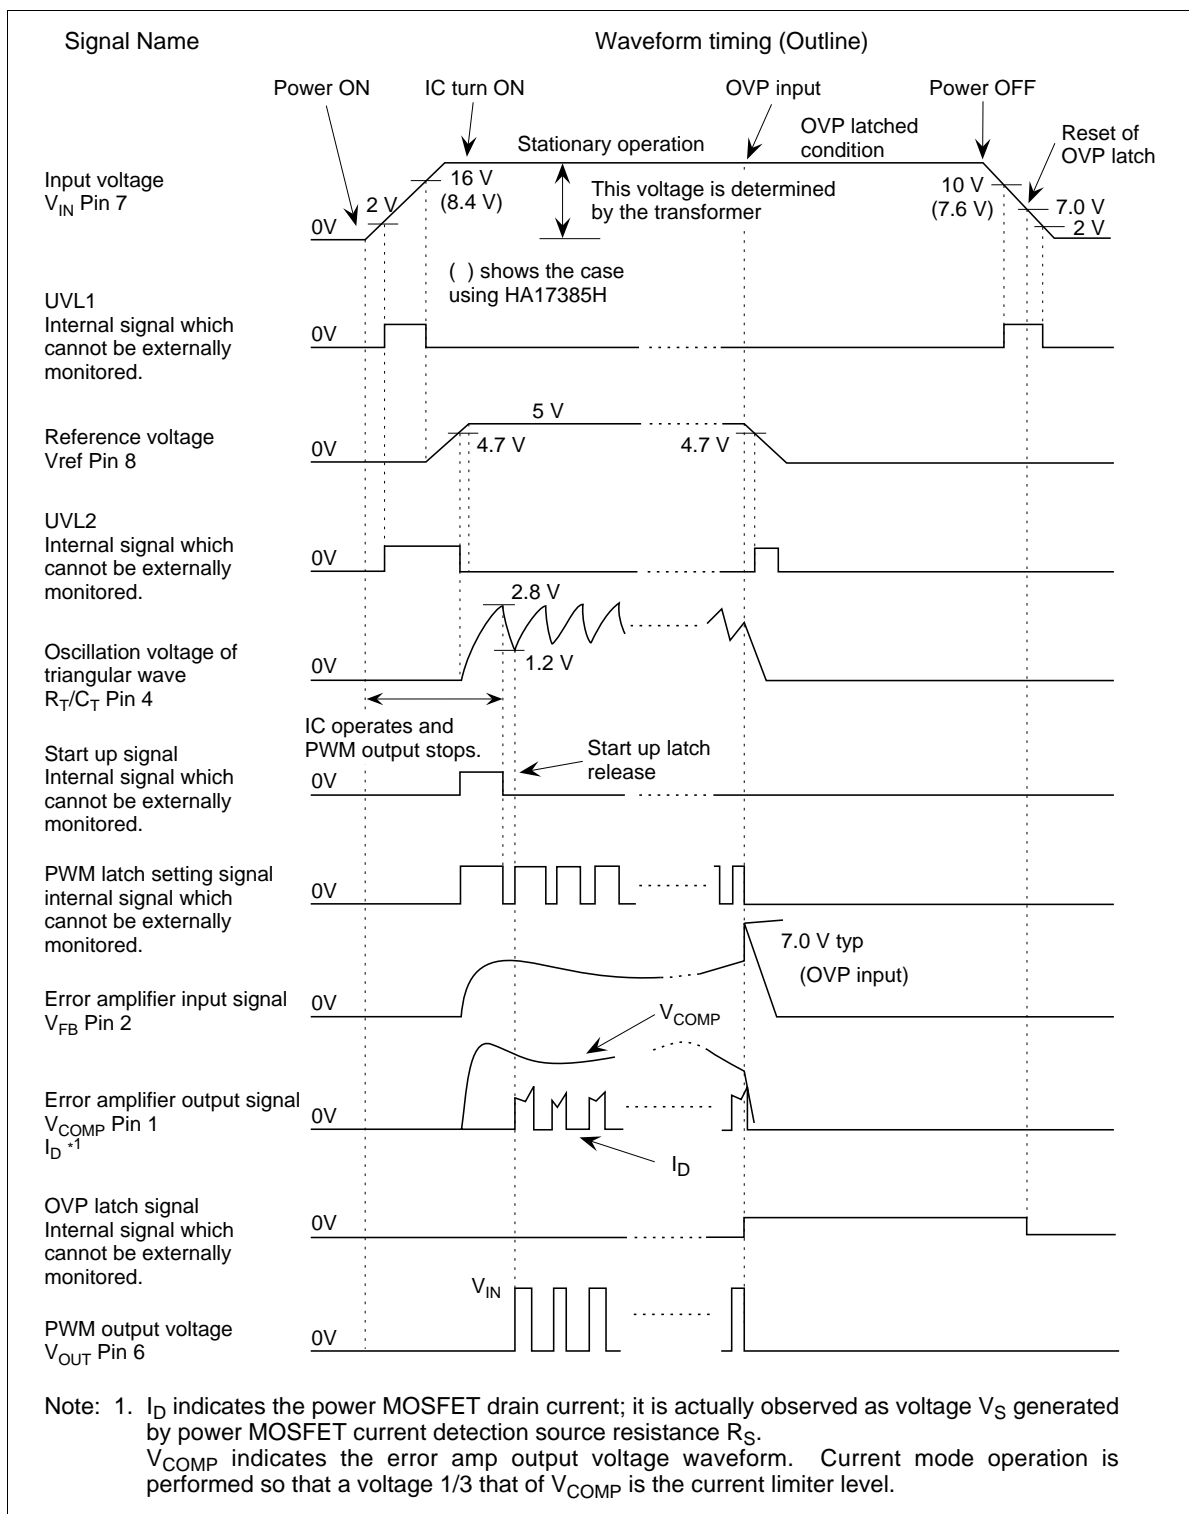 Signal Name
Waveform timing (Outline)
Power ON
IC turn ON
OVP input
Power OFF
Stationary operation
OVP latched
condition
Reset of
OVP latch
Input voltage
VIN Pin 7
0V
2 V
16 V
(8.4 V)
This voltage is determined
by the transformer
10 V
(7.6 V)
7.0 V
2 V
( ) shows the case
using HA17385H
UVL1
Internal signal which
cannot be externally
monitored.
0V
Reference voltage
Vref Pin 8
0V
5 V
4.7 V
4.7 V
UVL2
Internal signal which
cannot be externally
monitored.
0V
Oscillation voltage of
triangular wave
RT/CT Pin 4
0V
2.8 V
1.2 V
IC operates and
PWM output stops.
Start up signal
Internal signal which
cannot be externally
monitored.
0V
Start up latch
release
PWM latch setting signal
internal signal which
cannot be externally
monitored.
0V
7.0 V typ
(OVP input)
Error amplifier input signal
VFB Pin 2
0V
VCOMP
Error amplifier output signal
VCOMP Pin 1
ID *1
0V
ID
OVP latch signal
Internal signal which
cannot be externally
monitored.
0V
VIN
PWM output voltage
VOUT Pin 6
0V
Note: 1. ID indicates the power MOSFET drain current; it is actually observed as voltage VS generated
by power MOSFET current detection source resistance RS.
VCOMP indicates the error amp output voltage waveform. Current mode operation is
performed so that a voltage 1/3 that of VCOMP is the current limiter level.